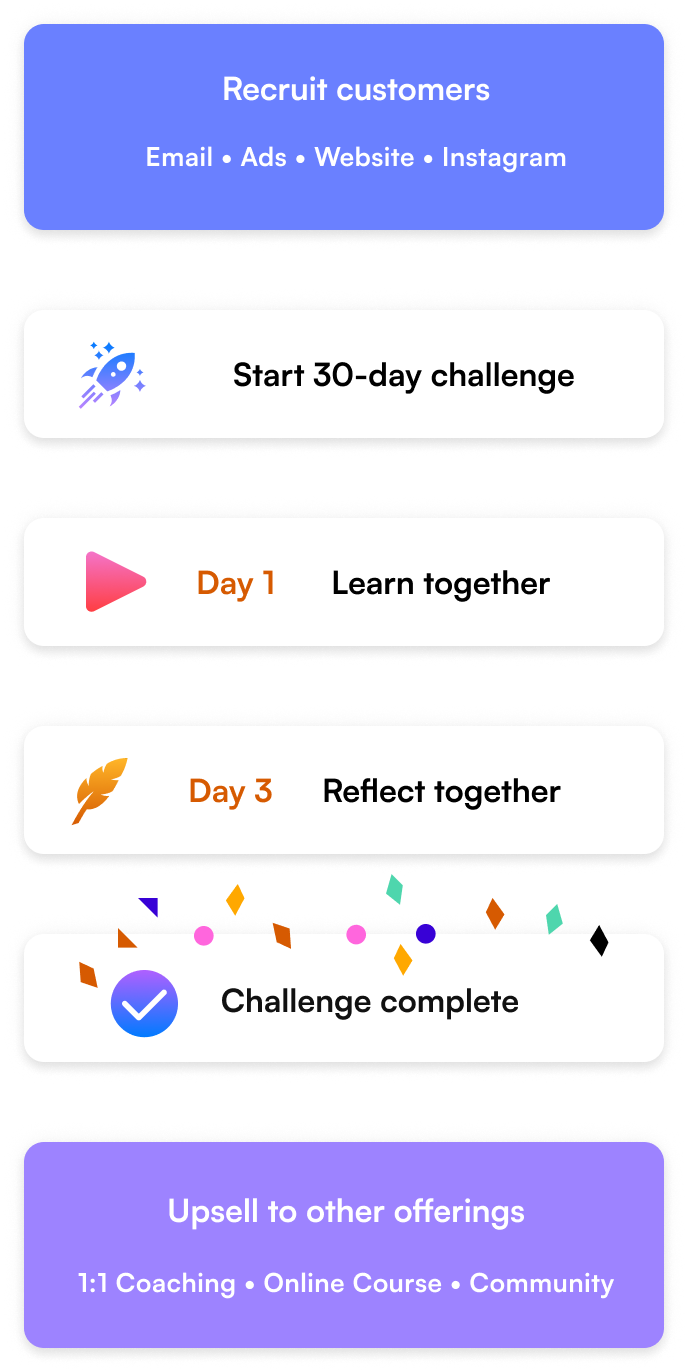 Recruit customers
Email • Ads • Website • Instagram
Start 30-day challenge
Day 1 Learn together
Day 3 Reflect together
Challenge complete
Upsell to other offerings
1:1 Coaching • Online Course • Community